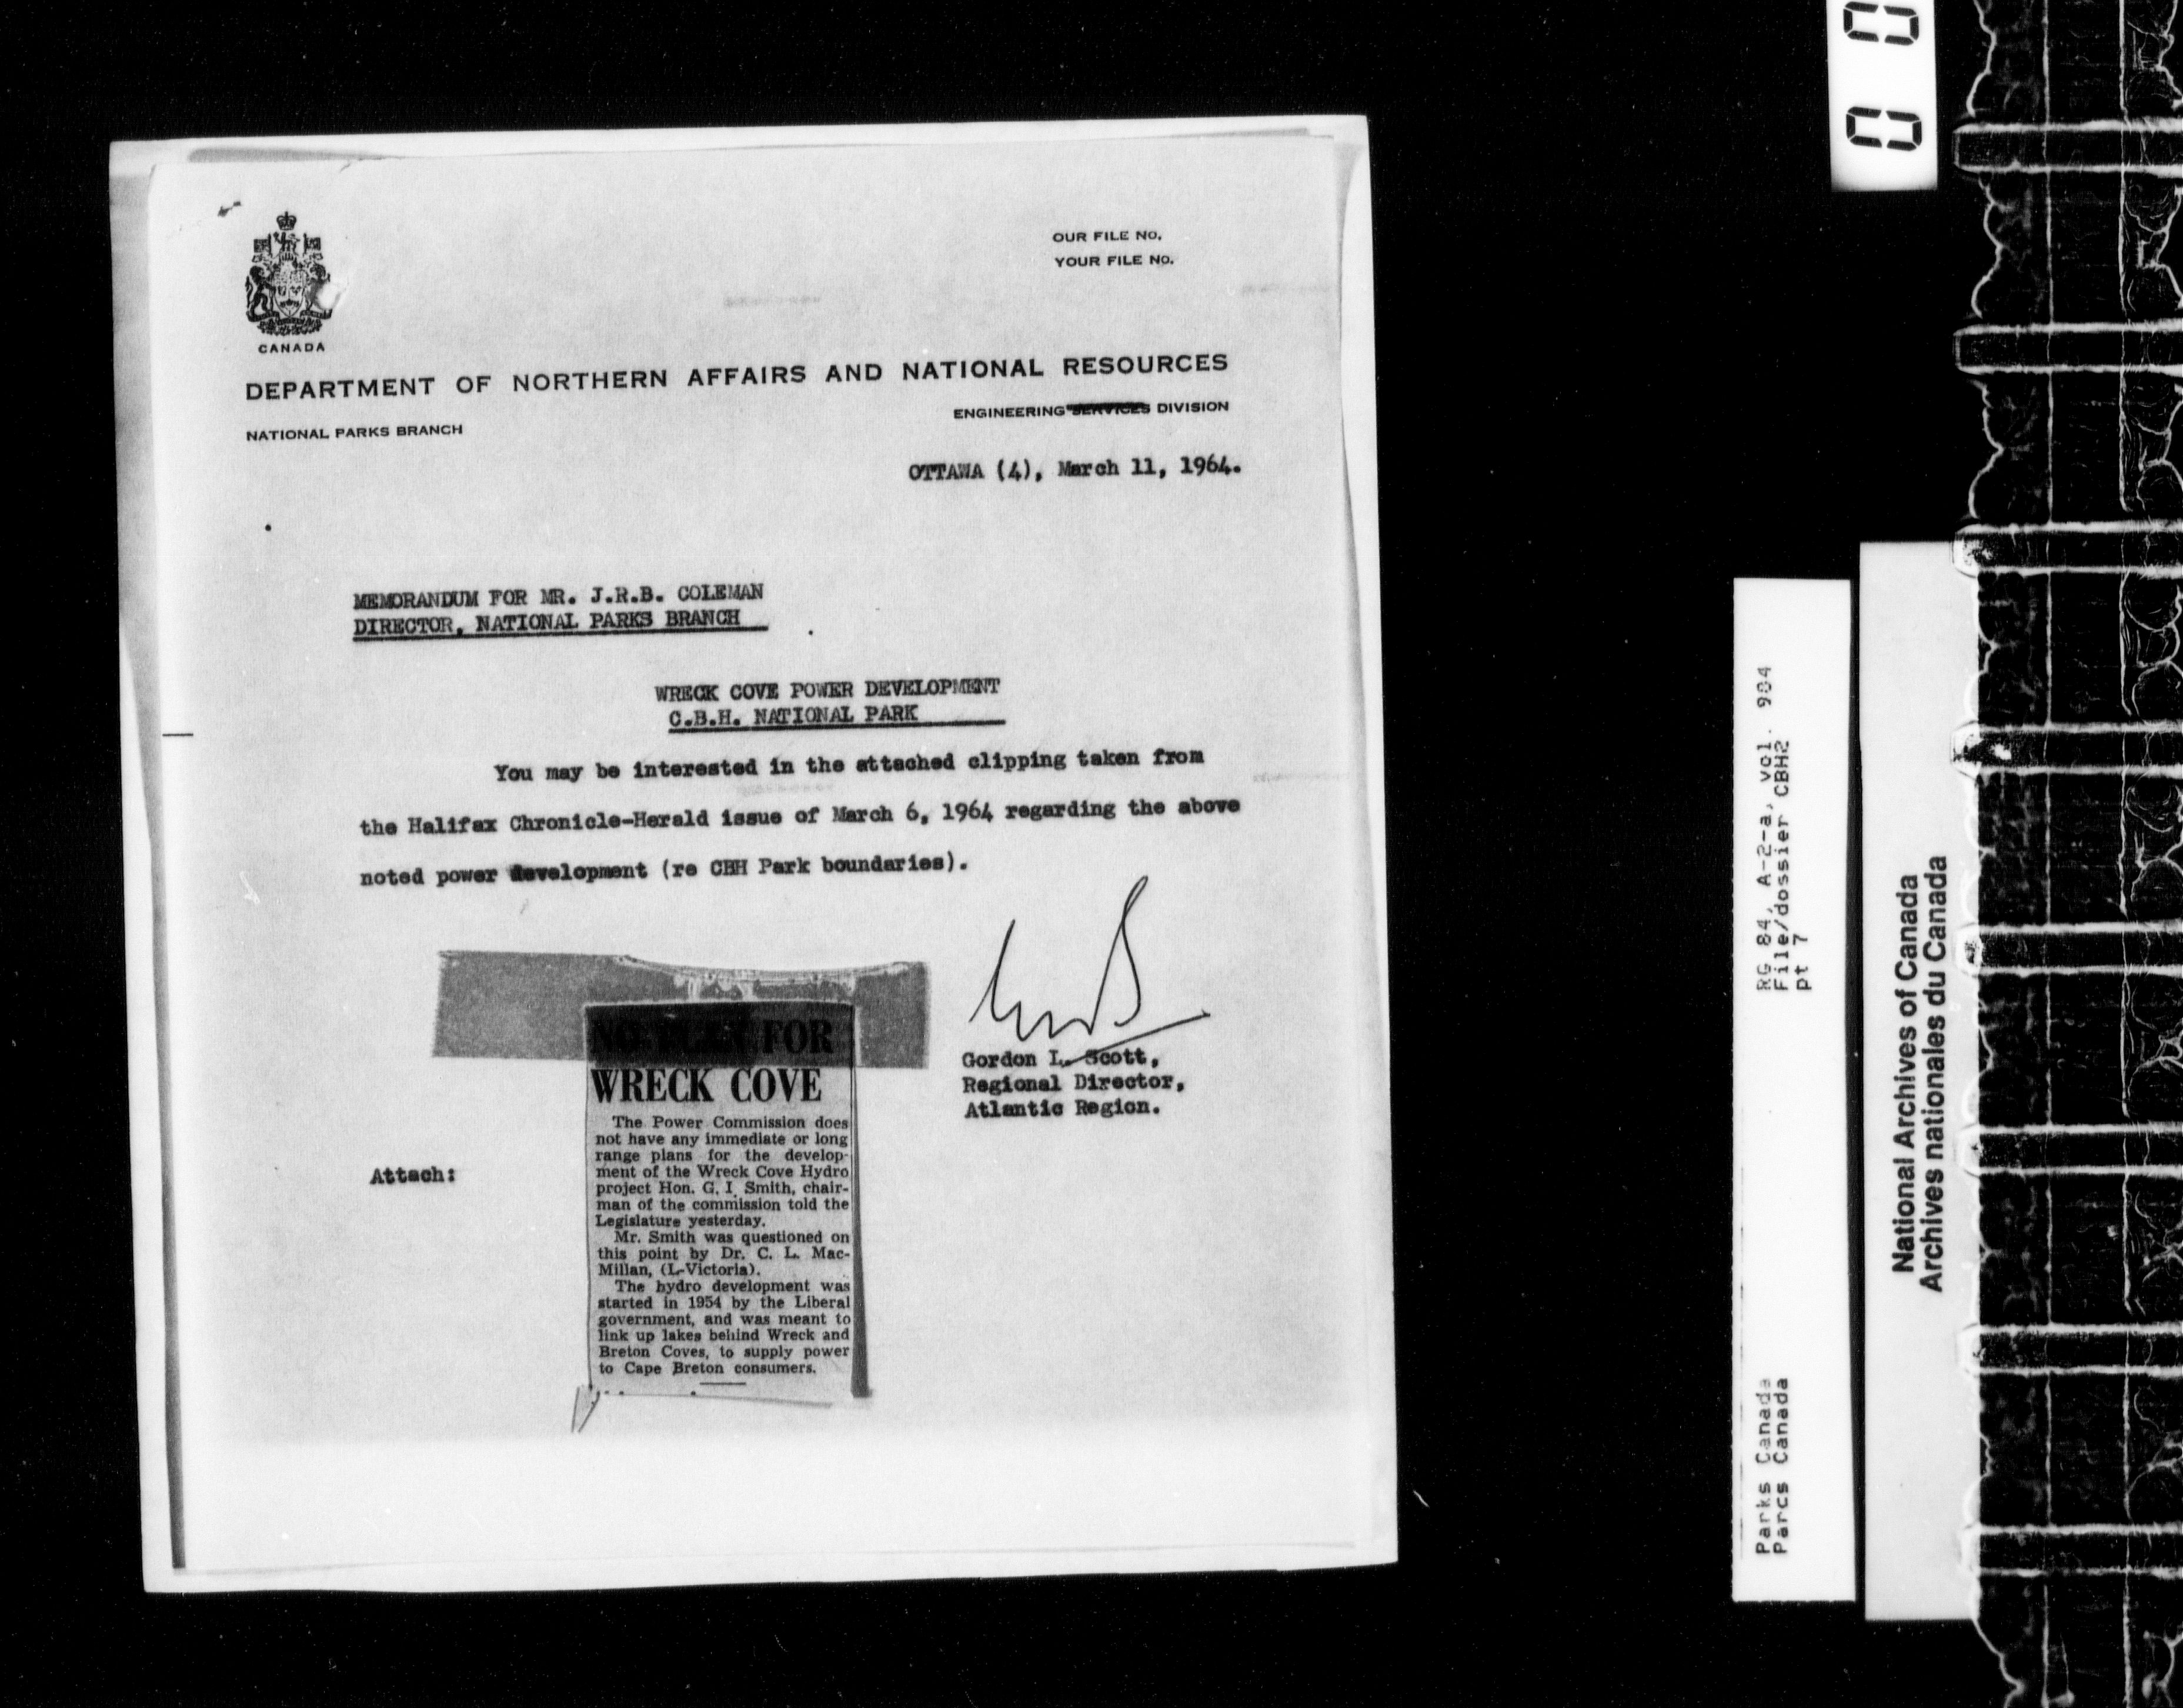 CANADA
OUR FILE NO.
YOUR FILE NO.
DEPARTMENT OF NORTHERN AFFAIRS AND NATIONAL RESOURCES
ENGINEERING SERVICES DIVISION
NATIONAL PARKS BRANCH
OTTAWA (4), March 11, 1964.
MEMORANDUM FOR MR. J.R.B. COLEMAN
DIRECTOR, NATIONAL PARKS BRANCH
WRECK COVE POWER DEVELOPMENT
C.B.H. NATIONAL PARK
You may be interested in the attached clipping taken from
the Halifax Chronicle-Herald issue of March 6, 1964 regarding the above
noted power development (re CBH Park boundaries).
Gordon L. Scott,
Regional Director,
Atlantic Region.
Attach:
NO PLAN FOR
WRECK COVE
The Power Commission does
not have any immediate or long
range plans for the develop-
ment of the Wreck Cove Hydro
project Hon. G. I. Smith, chair-
man of the commission told the
Legislature yesterday.
Mr. Smith was questioned on
this point by Dr. C. L. Mac-
Millan, (L-Victoria).
The hydro development was
started in 1954 by the Liberal
government, and was meant to
link up lakes behind Wreck and
Breton Coves, to supply power
to Cape Breton consumers.
RG 84, A-2-a, vol. 984
File/dossier CBH2
pt 7
Parks Canada
Parcs Canada
National Archives of Canada
Archives nationales du Canada
00